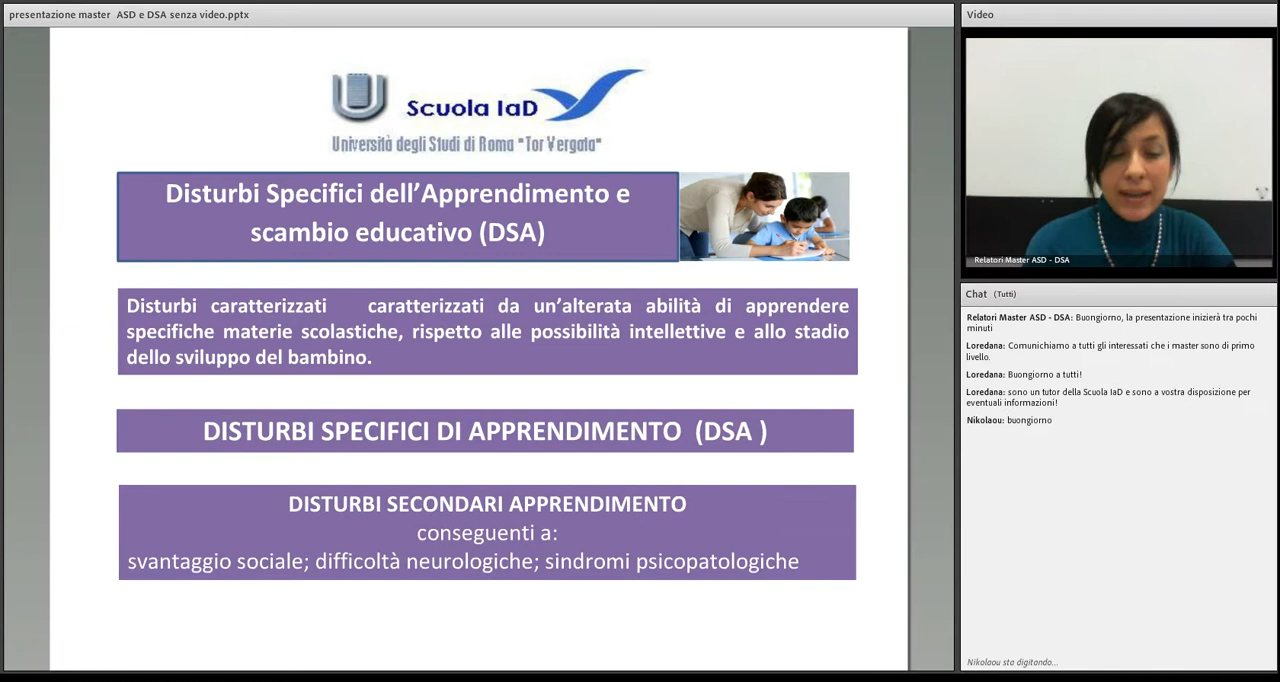 presentazione master ASD e DSA senza video.pptx
Scuola IaD
Università degli Studi di Roma "Tor Vergata"
Disturbi Specifici dell'Apprendimento e
scambio educativo (DSA)
Disturbi caratterizzati caratterizzati da un'alterata abilità di apprendere
specifiche materie scolastiche, rispetto alle possibilità intellettive e allo stadio
dello sviluppo del bambino.
DISTURBI SPECIFICI DI APPRENDIMENTO (DSA )
DISTURBI SECONDARI APPRENDIMENTO
conseguenti a:
svantaggio sociale; difficoltà neurologiche; sindromi psicopatologiche
Video
Relatori Master ASD - DSA
Chat (Tutti)
Relatori Master ASD - DSA: Buongiorno, la presentazione inizierà tra pochi
minuti
Loredana: Comunichiamo a tutti gli interessati che i master sono di primo
livello.
Loredana: Buongiorno a tutti!
Loredana: sono un tutor della Scuola IaD e sono a vostra disposizione per
eventuali informazioni!
Nikolaou: buongiorno
Nikolaou sta digitando...